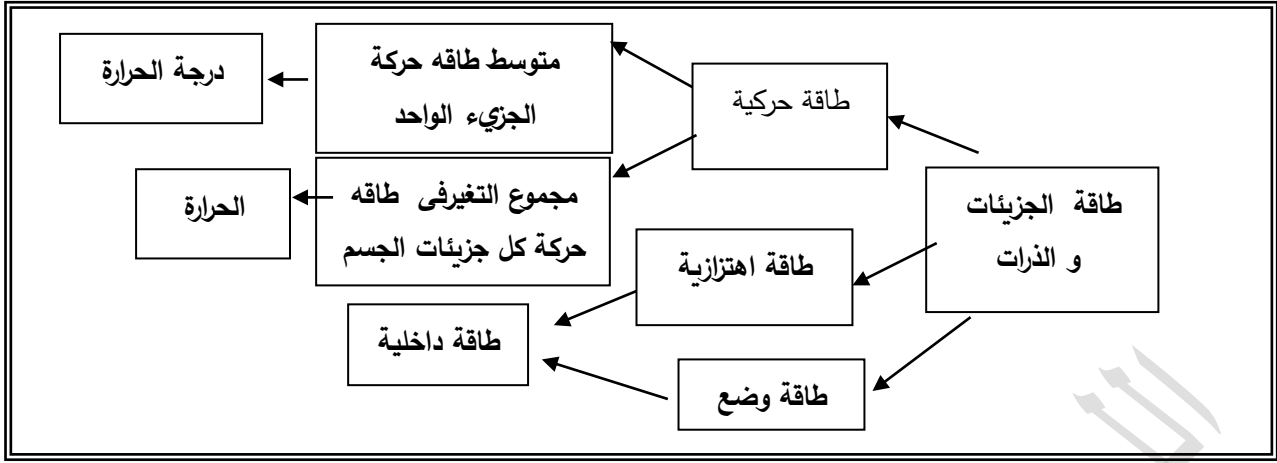 طاقة الجزيئات
و الذرات
طاقة حركية
متوسط طاقه حركة
الجزيء الواحد
درجة الحرارة
مجموع التغيرفى طاقه
حركة كل جزيئات الجسم
الحرارة
طاقة اهتزازية
طاقة وضع
طاقة داخلية